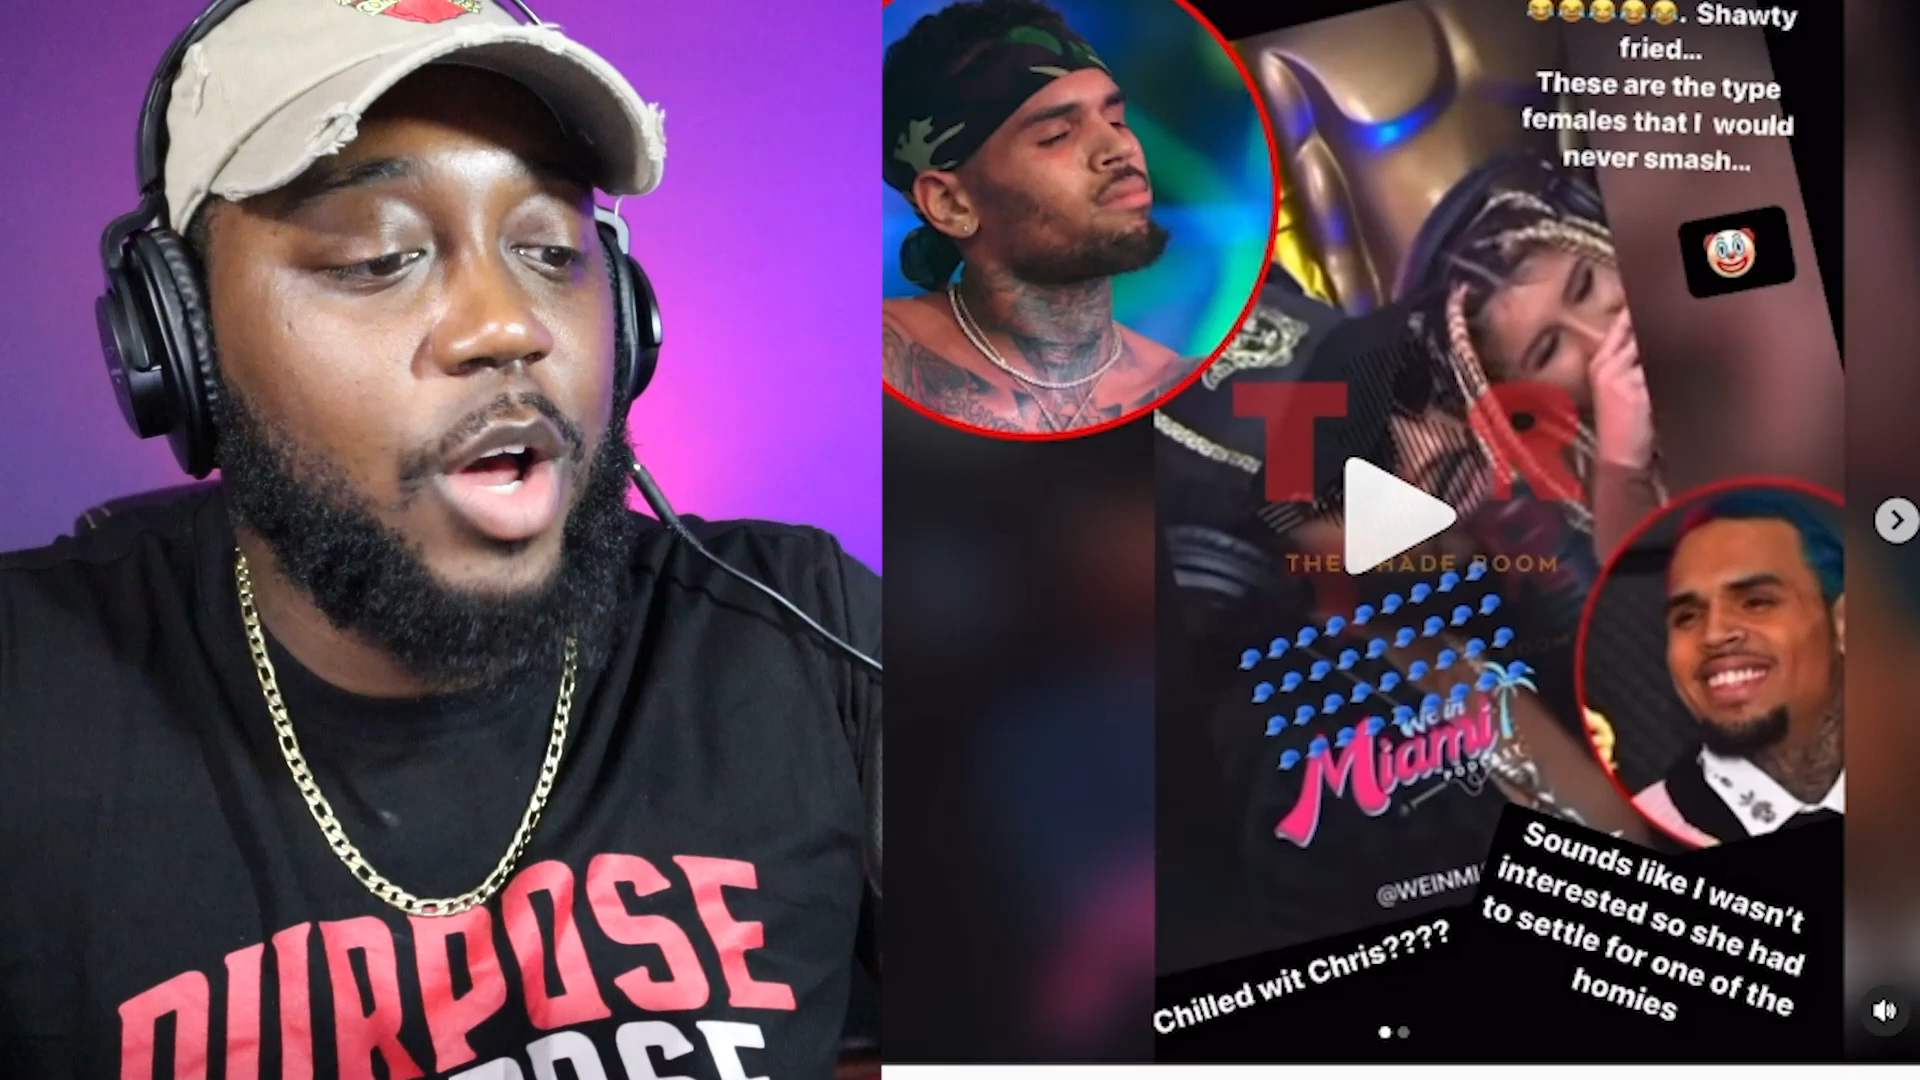 . Shawty
fried...
These are the type
females that I would
never smash...
T R
THE SHADE ROOM
We in
Miami
PODCAST
@WEINMI
Chilled wit Chris????
Sounds like I wasn't
interested so she had
to settle for one of the
homies
PURPOSE